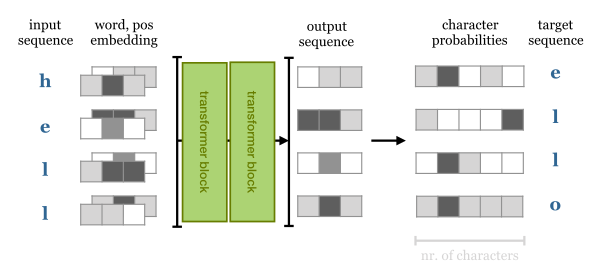 input
sequence
word, pos
embedding
output
sequence
character
probabilities
target
sequence
h
e
l
l
transformer block
transformer block
e
l
l
o
nr. of characters